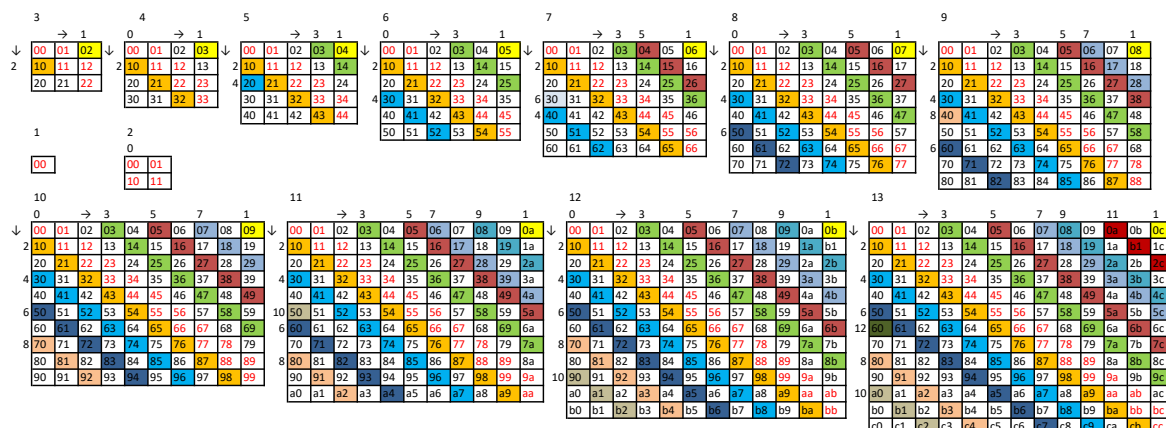 3
→ 1
↓ 00 01 02
2 10 11 12
20 21 22
4
0
→ 1
↓ 00 01 02 03
2 10 11 12 13
20 21 22 23
30 31 32 33
5
→ 3 1
↓ 00 01 02 03 04
2 10 11 12 13 14
4 20 21 22 23 24
30 31 32 33 34
40 41 42 43 44
6
0
→ 3 1
↓ 00 01 02 03 04 05
2 10 11 12 13 14 15
20 21 22 23 24 25
4 30 31 32 33 34 35
40 41 42 43 44 45
50 51 52 53 54 55
7
→ 3 5 1
↓ 00 01 02 03 04 05 06
2 10 11 12 13 14 15 16
20 21 22 23 24 25 26
6 30 31 32 33 34 35 36
4 40 41 42 43 44 45 46
50 51 52 53 54 55 56
60 61 62 63 64 65 66
8
0
→ 3 5 1
↓ 00 01 02 03 04 05 06 07
2 10 11 12 13 14 15 16 17
20 21 22 23 24 25 26 27
4 30 31 32 33 34 35 36 37
40 41 42 43 44 45 46 47
6 50 51 52 53 54 55 56 57
60 61 62 63 64 65 66 67
70 71 72 73 74 75 76 77
9
→ 3 5 7 1
↓ 00 01 02 03 04 05 06 07 08
2 10 11 12 13 14 15 16 17 18
20 21 22 23 24 25 26 27 28
4 30 31 32 33 34 35 36 37 38
8 40 41 42 43 44 45 46 47 48
50 51 52 53 54 55 56 57 58
6 60 61 62 63 64 65 66 67 68
70 71 72 73 74 75 76 77 78
80 81 82 83 84 85 86 87 88
1
00
2
0
00 01
10 11
10
0
→ 3 5 7 1
↓ 00 01 02 03 04 05 06 07 08 09
2 10 11 12 13 14 15 16 17 18 19
20 21 22 23 24 25 26 27 28 29
4 30 31 32 33 34 35 36 37 38 39
40 41 42 43 44 45 46 47 48 49
6 50 51 52 53 54 55 56 57 58 59
60 61 62 63 64 65 66 67 68 69
8 70 71 72 73 74 75 76 77 78 79
80 81 82 83 84 85 86 87 88 89
90 91 92 93 94 95 96 97 98 99
11
→ 3 5 7 9 1
↓ 00 01 02 03 04 05 06 07 08 09 0a
2 10 11 12 13 14 15 16 17 18 19 1a
20 21 22 23 24 25 26 27 28 29 2a
4 30 31 32 33 34 35 36 37 38 39 3a
40 41 42 43 44 45 46 47 48 49 4a
10 50 51 52 53 54 55 56 57 58 59 5a
6 60 61 62 63 64 65 66 67 68 69 6a
70 71 72 73 74 75 76 77 78 79 7a
8 80 81 82 83 84 85 86 87 88 89 8a
90 91 92 93 94 95 96 97 98 99 9a
a0 a1 a2 a3 a4 a5 a6 a7 a8 a9 aa
12
0
→ 3 5 7 9 1
↓ 00 01 02 03 04 05 06 07 08 09 0a 0b
2 10 11 12 13 14 15 16 17 18 19 1a 1b
20 21 22 23 24 25 26 27 28 29 2a 2b
4 30 31 32 33 34 35 36 37 38 39 3a 3b
40 41 42 43 44 45 46 47 48 49 4a 4b
6 50 51 52 53 54 55 56 57 58 59 5a 5b
60 61 62 63 64 65 66 67 68 69 6a 6b
8 70 71 72 73 74 75 76 77 78 79 7a 7b
80 81 82 83 84 85 86 87 88 89 8a 8b
10 90 91 92 93 94 95 96 97 98 99 9a 9b
a0 a1 a2 a3 a4 a5 a6 a7 a8 a9 aa ab
b0 b1 b2 b3 b4 b5 b6 b7 b8 b9 ba bb
13
→ 3 5 7 9 11 1
↓ 00 01 02 03 04 05 06 07 08 09 0a 0b 0c
2 10 11 12 13 14 15 16 17 18 19 1a b1 1c
20 21 22 23 24 25 26 27 28 29 2a 2b 2c
4 30 31 32 33 34 35 36 37 38 39 3a 3b 3c
40 41 42 43 44 45 46 47 48 49 4a 4b 4c
6 50 51 52 53 54 55 56 57 58 59 5a 5b 5c
12 60 61 62 63 64 65 66 67 68 69 6a 6b 6c
70 71 72 73 74 75 76 77 78 79 7a 7b 7c
8 80 81 82 83 84 85 86 87 88 89 8a 8b 8c
90 91 92 93 94 95 96 97 98 99 9a 9b 9c
10 a0 a1 a2 a3 a4 a5 a6 a7 a8 a9 aa ab ac
b0 b1 b2 b3 b4 b5 b6 b7 b8 b9 ba bb bc
c0 c1 c2 c3 c4 c5 c6 c7 c8 c9 ca cb cc